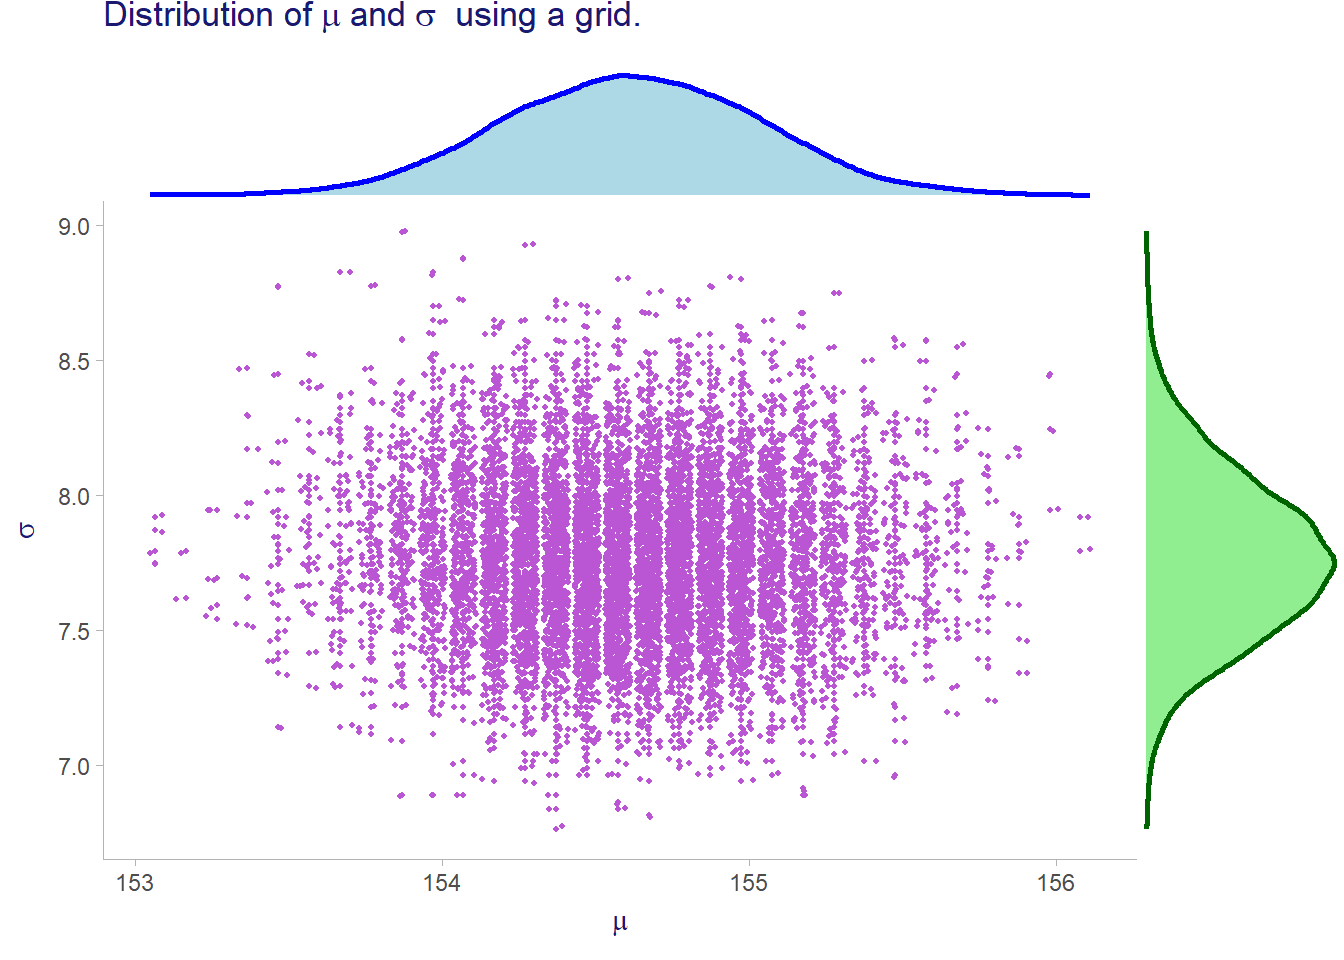 Distribution of μ and σ using a grid.
9.0
8.5
8.0
7.5
7.0
σ
153 154 155 156
μ